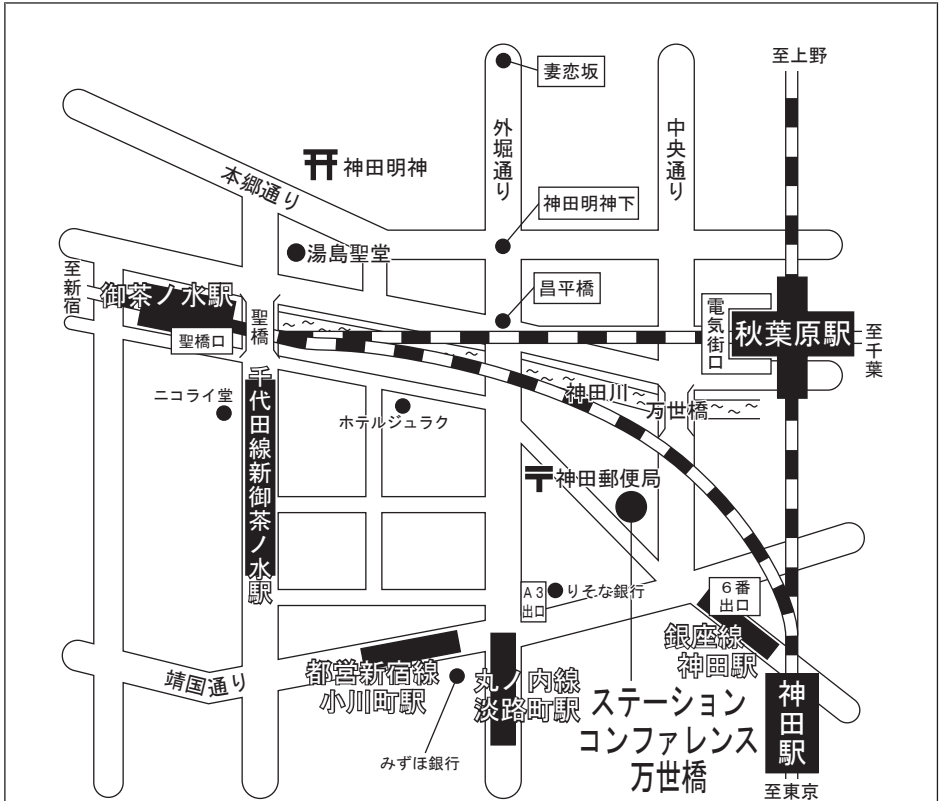 至上野
妻恋坂
外堀通り
中央通り
神田明神
本郷通り
神田明神下
湯島聖堂
至新宿
御茶ノ水駅
聖橋
昌平橋
電気街口
秋葉原駅
至千葉
聖橋口
ニコライ堂
千代田線新御茶ノ水駅
ホテルジュラク
神田川
万世橋
神田郵便局
A3
出口
りそな銀行
6番
出口
銀座線
神田駅
靖国通り
都営新宿線
小川町駅
丸ノ内線
淡路町駅
ステーション
コンファレンス
万世橋
神田駅
みずほ銀行
至東京